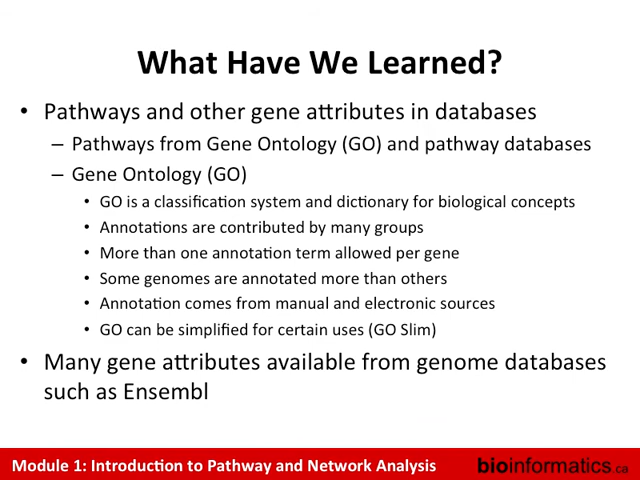 What Have We Learned?
• Pathways and other gene attributes in databases
– Pathways from Gene Ontology (GO) and pathway databases
– Gene Ontology (GO)
• GO is a classification system and dictionary for biological concepts
• Annotations are contributed by many groups
• More than one annotation term allowed per gene
• Some genomes are annotated more than others
• Annotation comes from manual and electronic sources
• GO can be simplified for certain uses (GO Slim)
• Many gene attributes available from genome databases
such as Ensembl
Module 1: Introduction to Pathway and Network Analysis
bioinformatics.ca